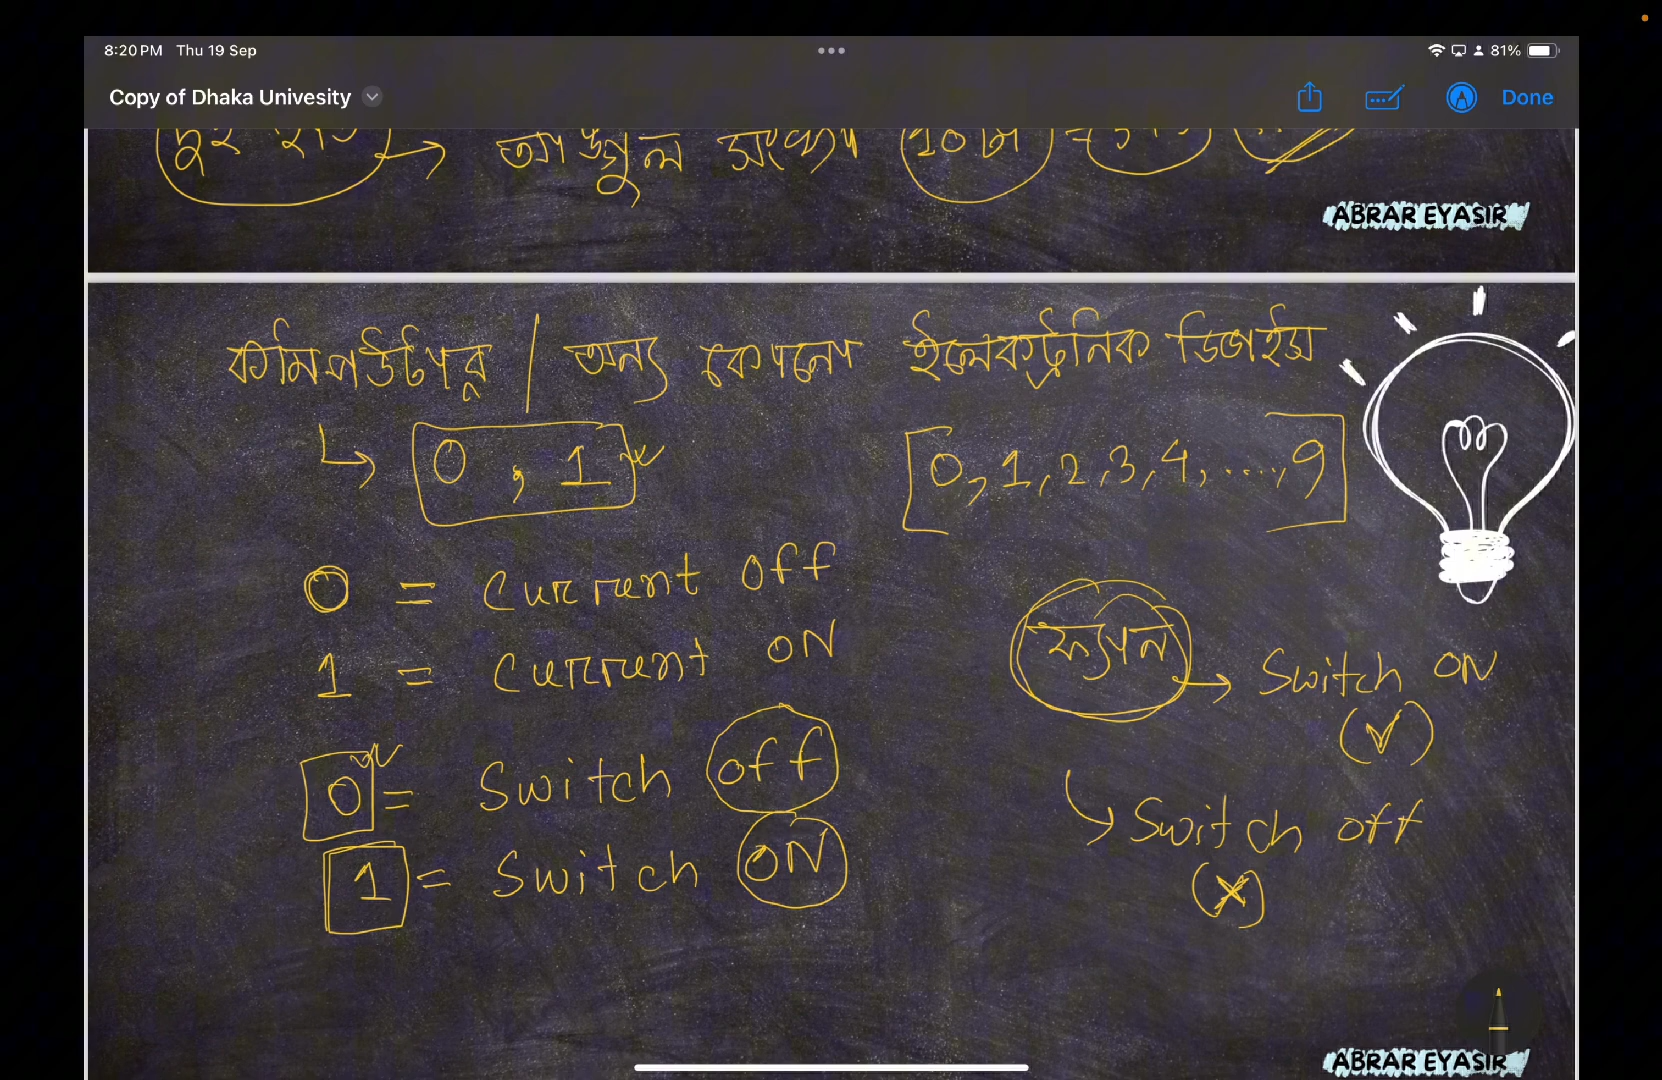 8:20 PM Thu 19 Sep 81%
Copy of Dhaka Univesity Done
দুই হাত → আঙ্গুল সংখ্যা 10টা =
ABRAR EYASIR
কম্পিউটার / অন্য কোনো ইলেকট্রনিক ডিভাইস
↳ 0 , 1 [0, 1, 2, 3, 4, ...., 9]
0 = Current Off
1 = Current ON
ফ্যান → Switch ON
(✓)
0 = Switch Off
↳ Switch Off
1 = Switch ON
(×)
ABRAR EYASIR